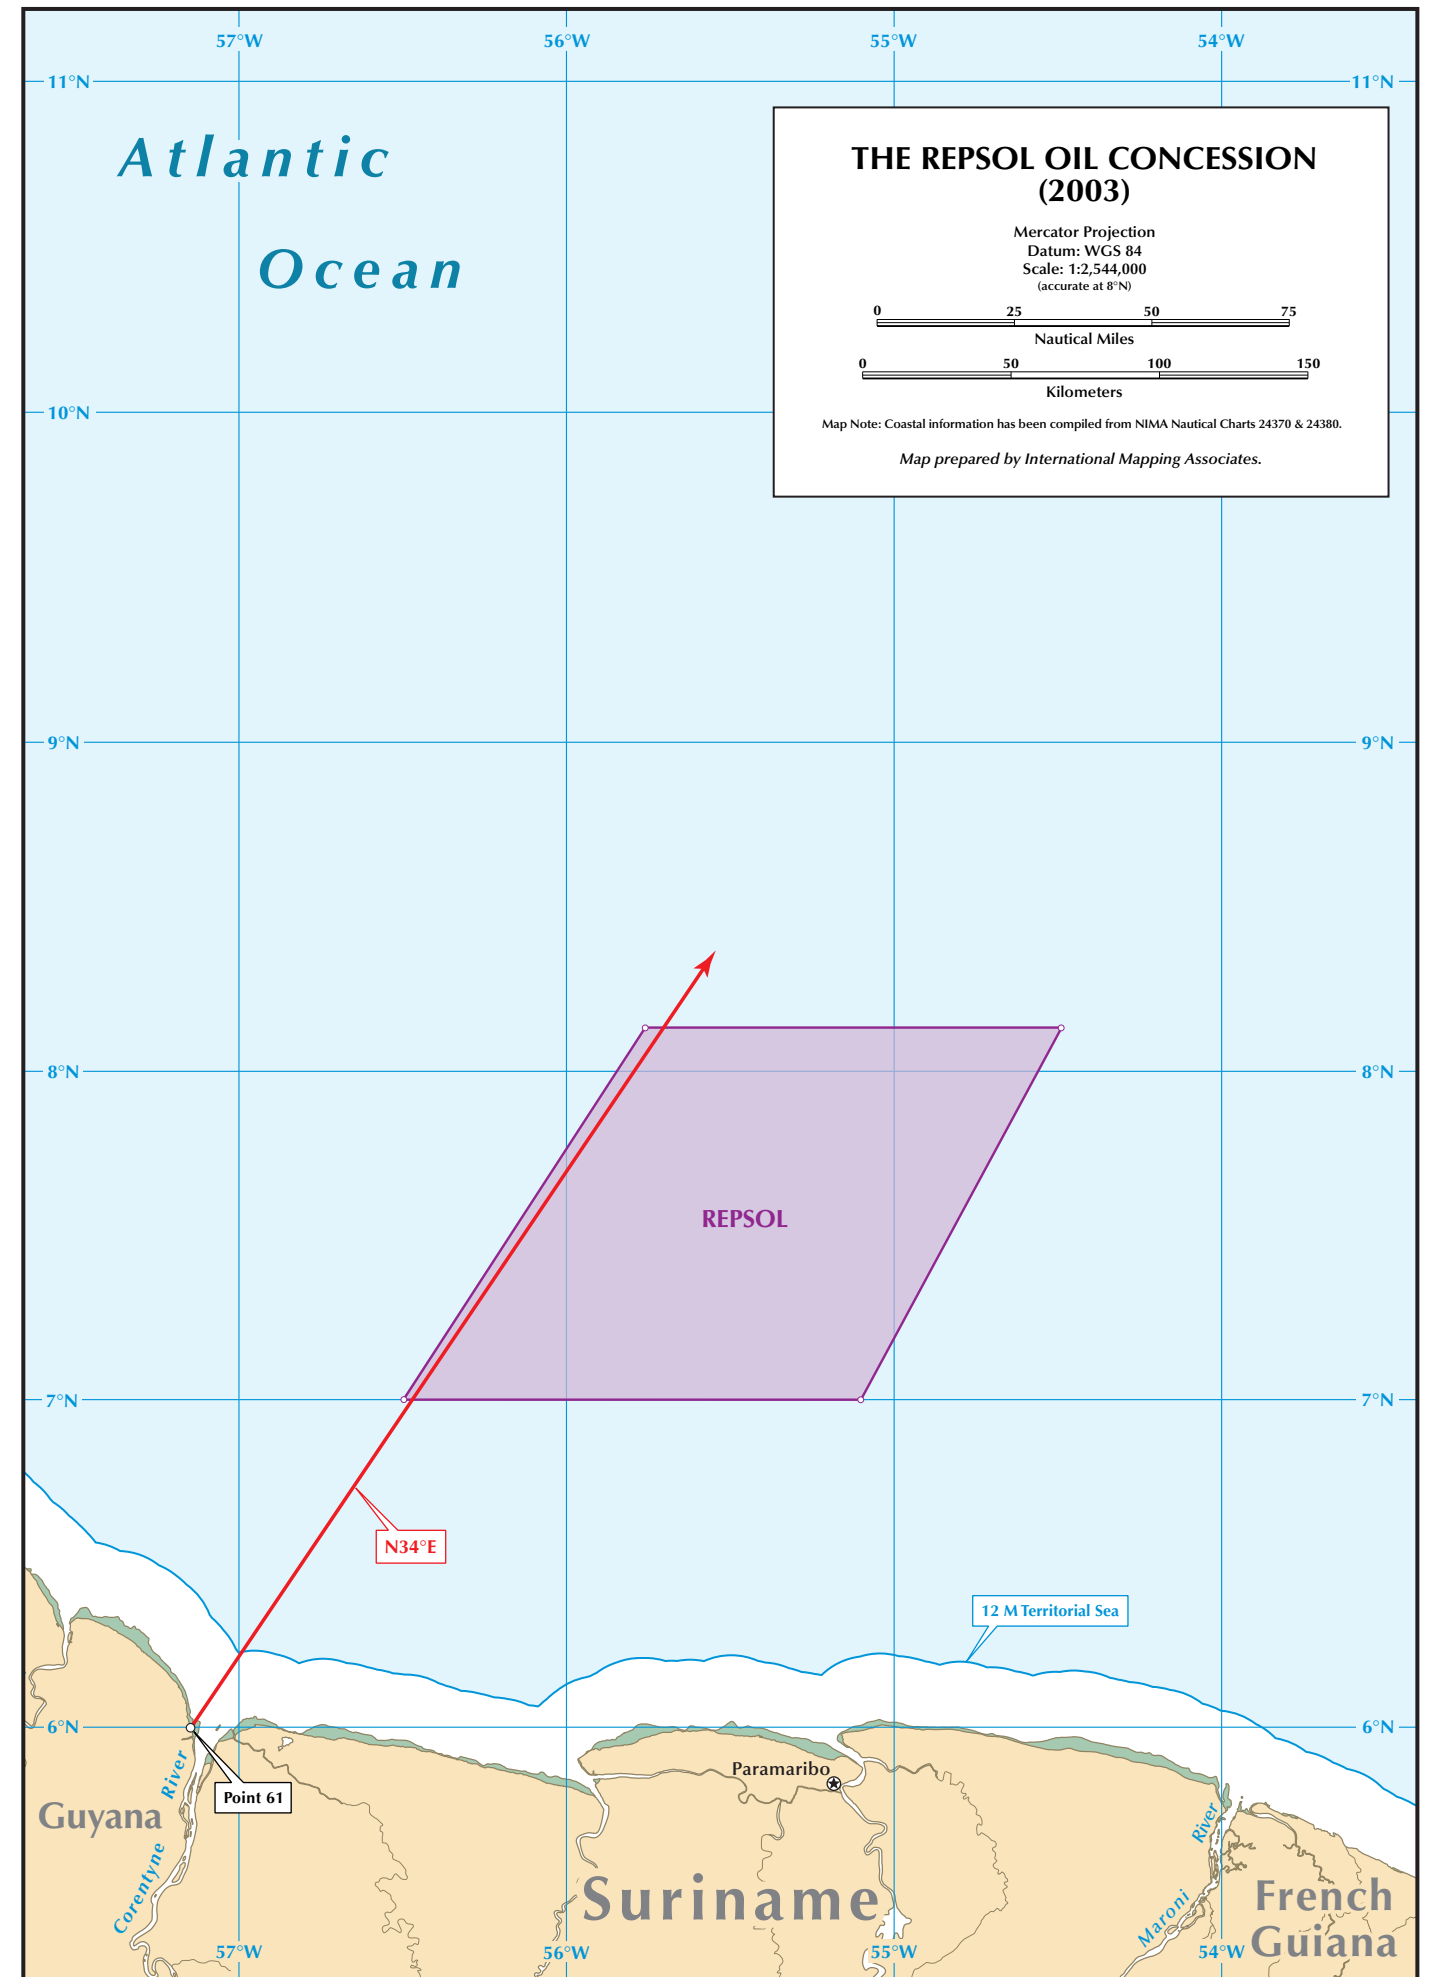 57°W
56°W
55°W
54°W
11°N
11°N
Atlantic
Ocean
THE REPSOL OIL CONCESSION
(2003)
Mercator Projection
Datum: WGS 84
Scale: 1:2,544,000
(accurate at 8°N)
0 25 50 75
Nautical Miles
0 50 100 150
Kilometers
Map Note: Coastal information has been compiled from NIMA Nautical Charts 24370 & 24380.
Map prepared by International Mapping Associates.
10°N
9°N
9°N
8°N
8°N
REPSOL
7°N
7°N
N34°E
12 M Territorial Sea
6°N
6°N
Point 61
Paramaribo
Guyana
Corentyne River
Suriname
Maroni River
French
Guiana
57°W
56°W
55°W
54°W